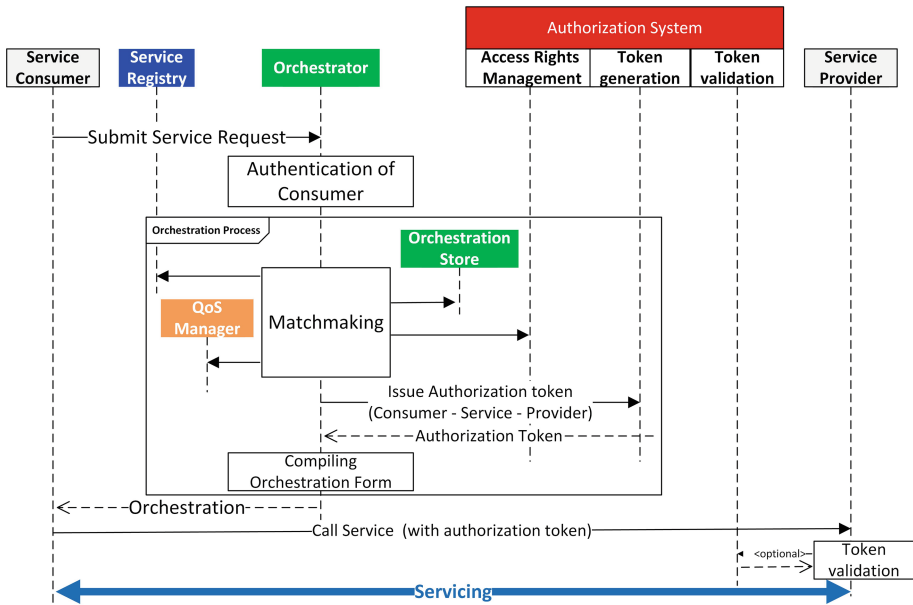 Authorization System
Service
Consumer
Service
Registry
Orchestrator
Access Rights
Management
Token
generation
Token
validation
Service
Provider
Submit Service Request
Authentication of
Consumer
Orchestration Process
Orchestration
Store
QoS
Manager
Matchmaking
Issue Authorization token
(Consumer - Service - Provider)
Authorization Token
Compiling
Orchestration Form
Orchestration
Call Service (with authorization token)
<optional>
Token
validation
Servicing